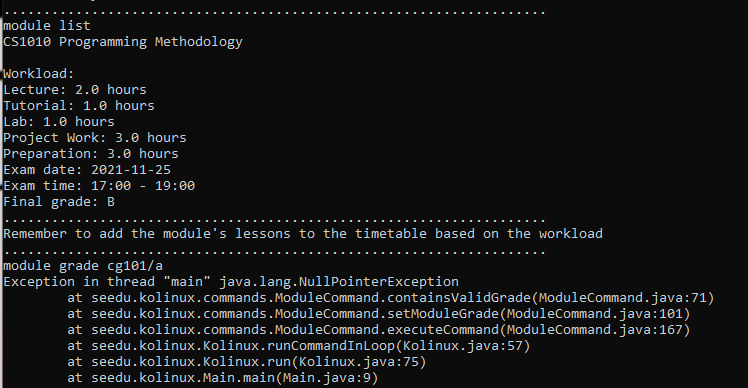 module list
CS1010 Programming Methodology
Workload:
Lecture: 2.0 hours
Tutorial: 1.0 hours
Lab: 1.0 hours
Project Work: 3.0 hours
Preparation: 3.0 hours
Exam date: 2021-11-25
Exam time: 17:00 - 19:00
Final grade: B
....................................................................
Remember to add the module's lessons to the timetable based on the workload
....................................................................
module grade cg101/a
Exception in thread "main" java.lang.NullPointerException
at seedu.kolinux.commands.ModuleCommand.containsValidGrade(ModuleCommand.java:71)
at seedu.kolinux.commands.ModuleCommand.setModuleGrade(ModuleCommand.java:101)
at seedu.kolinux.commands.ModuleCommand.executeCommand(ModuleCommand.java:167)
at seedu.kolinux.Kolinux.runCommandInLoop(Kolinux.java:57)
at seedu.kolinux.Kolinux.run(Kolinux.java:75)
at seedu.kolinux.Main.main(Main.java:9)